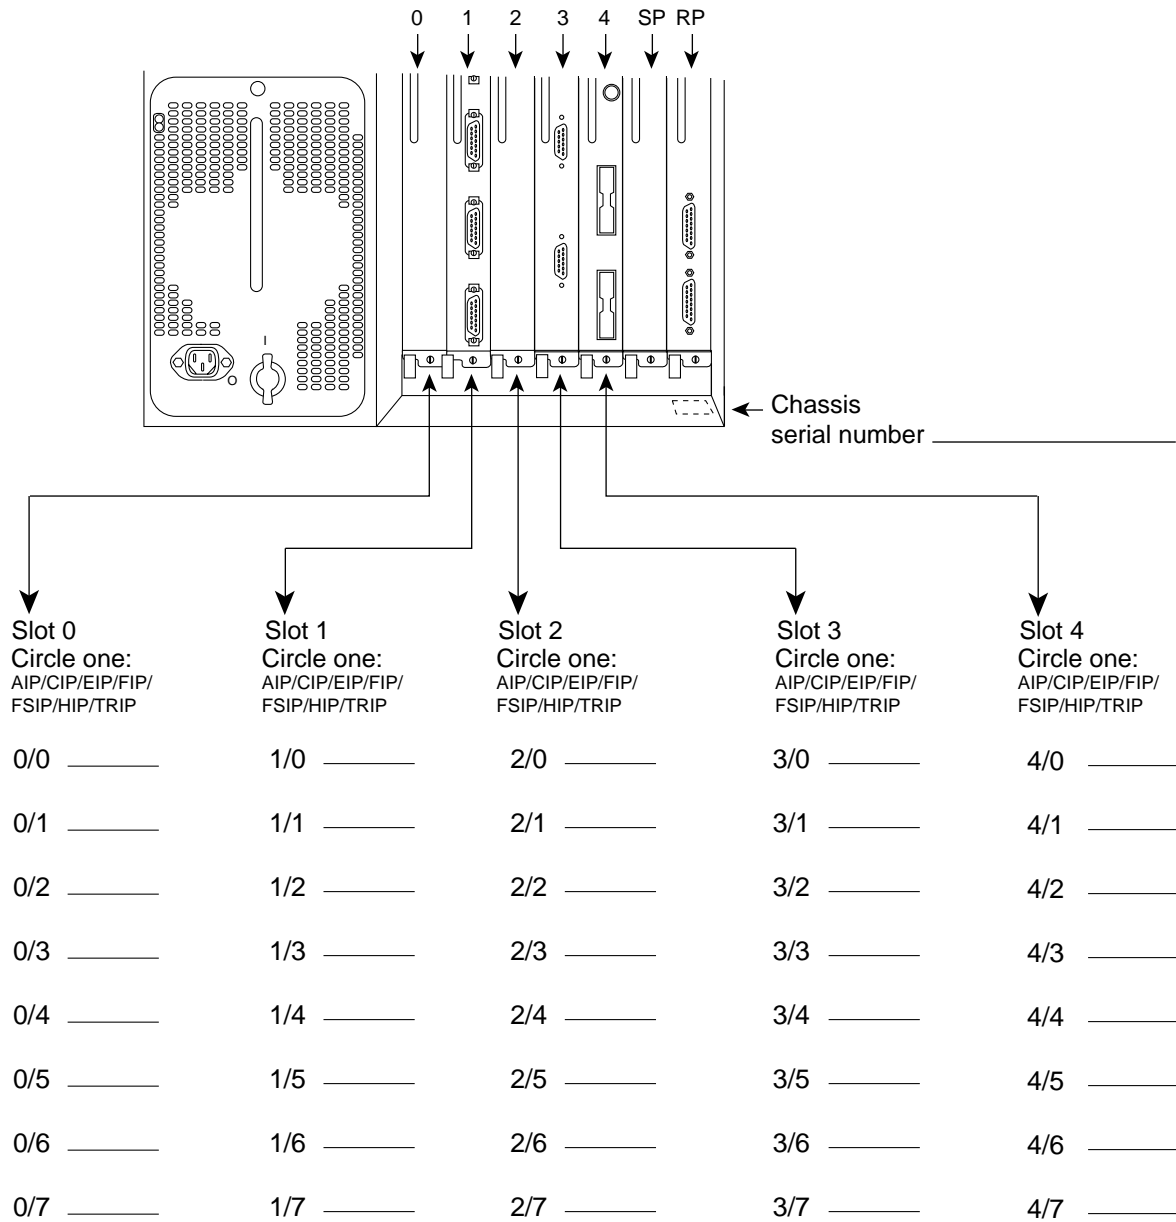 0 1 2 3 4 SP RP
I
O
Chassis
serial number
Slot 0 Slot 1 Slot 2 Slot 3 Slot 4
Circle one: Circle one: Circle one: Circle one: Circle one:
AIP/CIP/EIP/FIP/ AIP/CIP/EIP/FIP/ AIP/CIP/EIP/FIP/ AIP/CIP/EIP/FIP/ AIP/CIP/EIP/FIP/
FSIP/HIP/TRIP FSIP/HIP/TRIP FSIP/HIP/TRIP FSIP/HIP/TRIP FSIP/HIP/TRIP
0/0 1/0 2/0 3/0 4/0
0/1 1/1 2/1 3/1 4/1
0/2 1/2 2/2 3/2 4/2
0/3 1/3 2/3 3/3 4/3
0/4 1/4 2/4 3/4 4/4
0/5 1/5 2/5 3/5 4/5
0/6 1/6 2/6 3/6 4/6
0/7 1/7 2/7 3/7 4/7